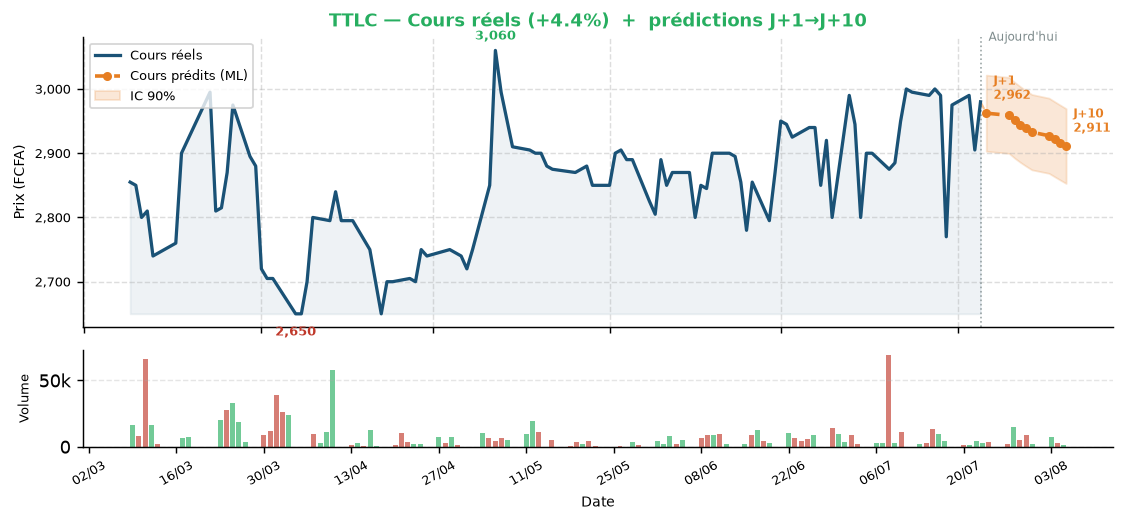 TTLC — Cours réels (+4.4%)  +  prédictions J+1→J+10
3,060
Aujourd'hui
Cours réels
Cours prédits (ML)
IC 90%
J+1
2,962
J+10
2,911
3,000
2,900
2,800
2,700
Prix (FCFA)
2,650
Volume
50k
0
02/03
16/03
30/03
13/04
27/04
11/05
25/05
08/06
22/06
06/07
20/07
03/08
Date